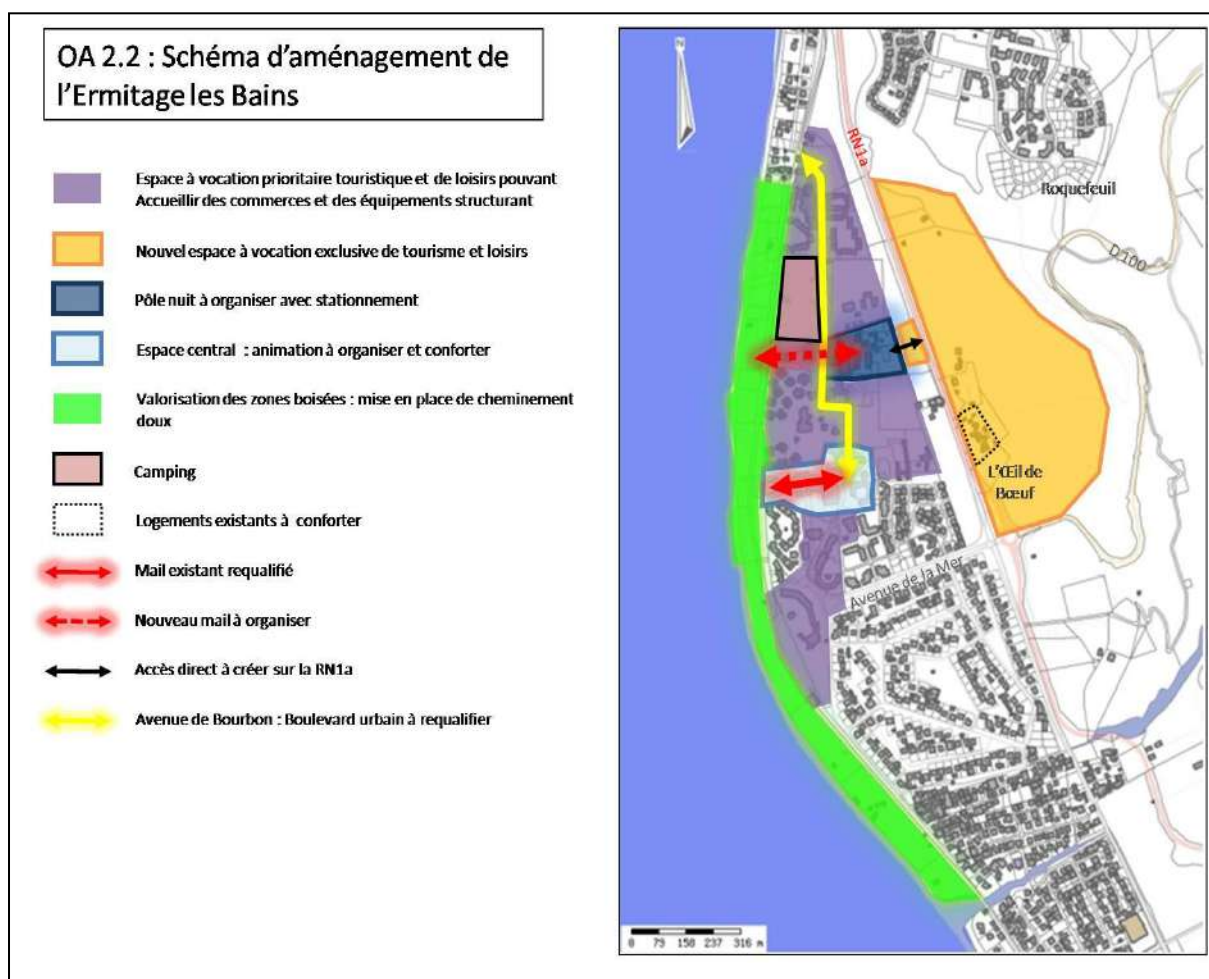 OA 2.2 : Schéma d'aménagement de
l'Ermitage les Bains
Espace à vocation prioritaire touristique et de loisirs pouvant
Accueillir des commerces et des équipements structurant
Nouvel espace à vocation exclusive de tourisme et loisirs
Pôle nuit à organiser avec stationnement
Espace central : animation à organiser et conforter
Valorisation des zones boisées : mise en place de cheminement
doux
Camping
Logements existants à conforter
Mail existant requalifié
Nouveau mail à organiser
Accès direct à créer sur la RN1a
Avenue de Bourbon : Boulevard urbain à requalifier
RN1a
Roquefeuil
D 100
L'Œil de
Bœuf
Avenue de la Mer
0 79 158 237 316 m